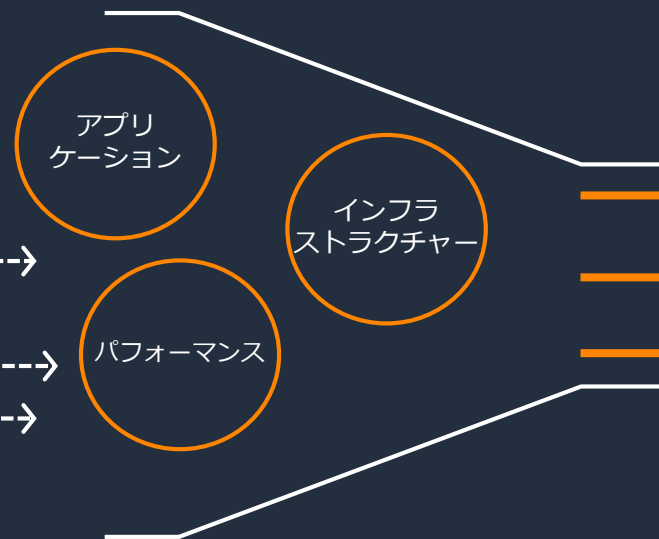 アプリ
ケーション
インフラ
ストラクチャー
パフォーマンス